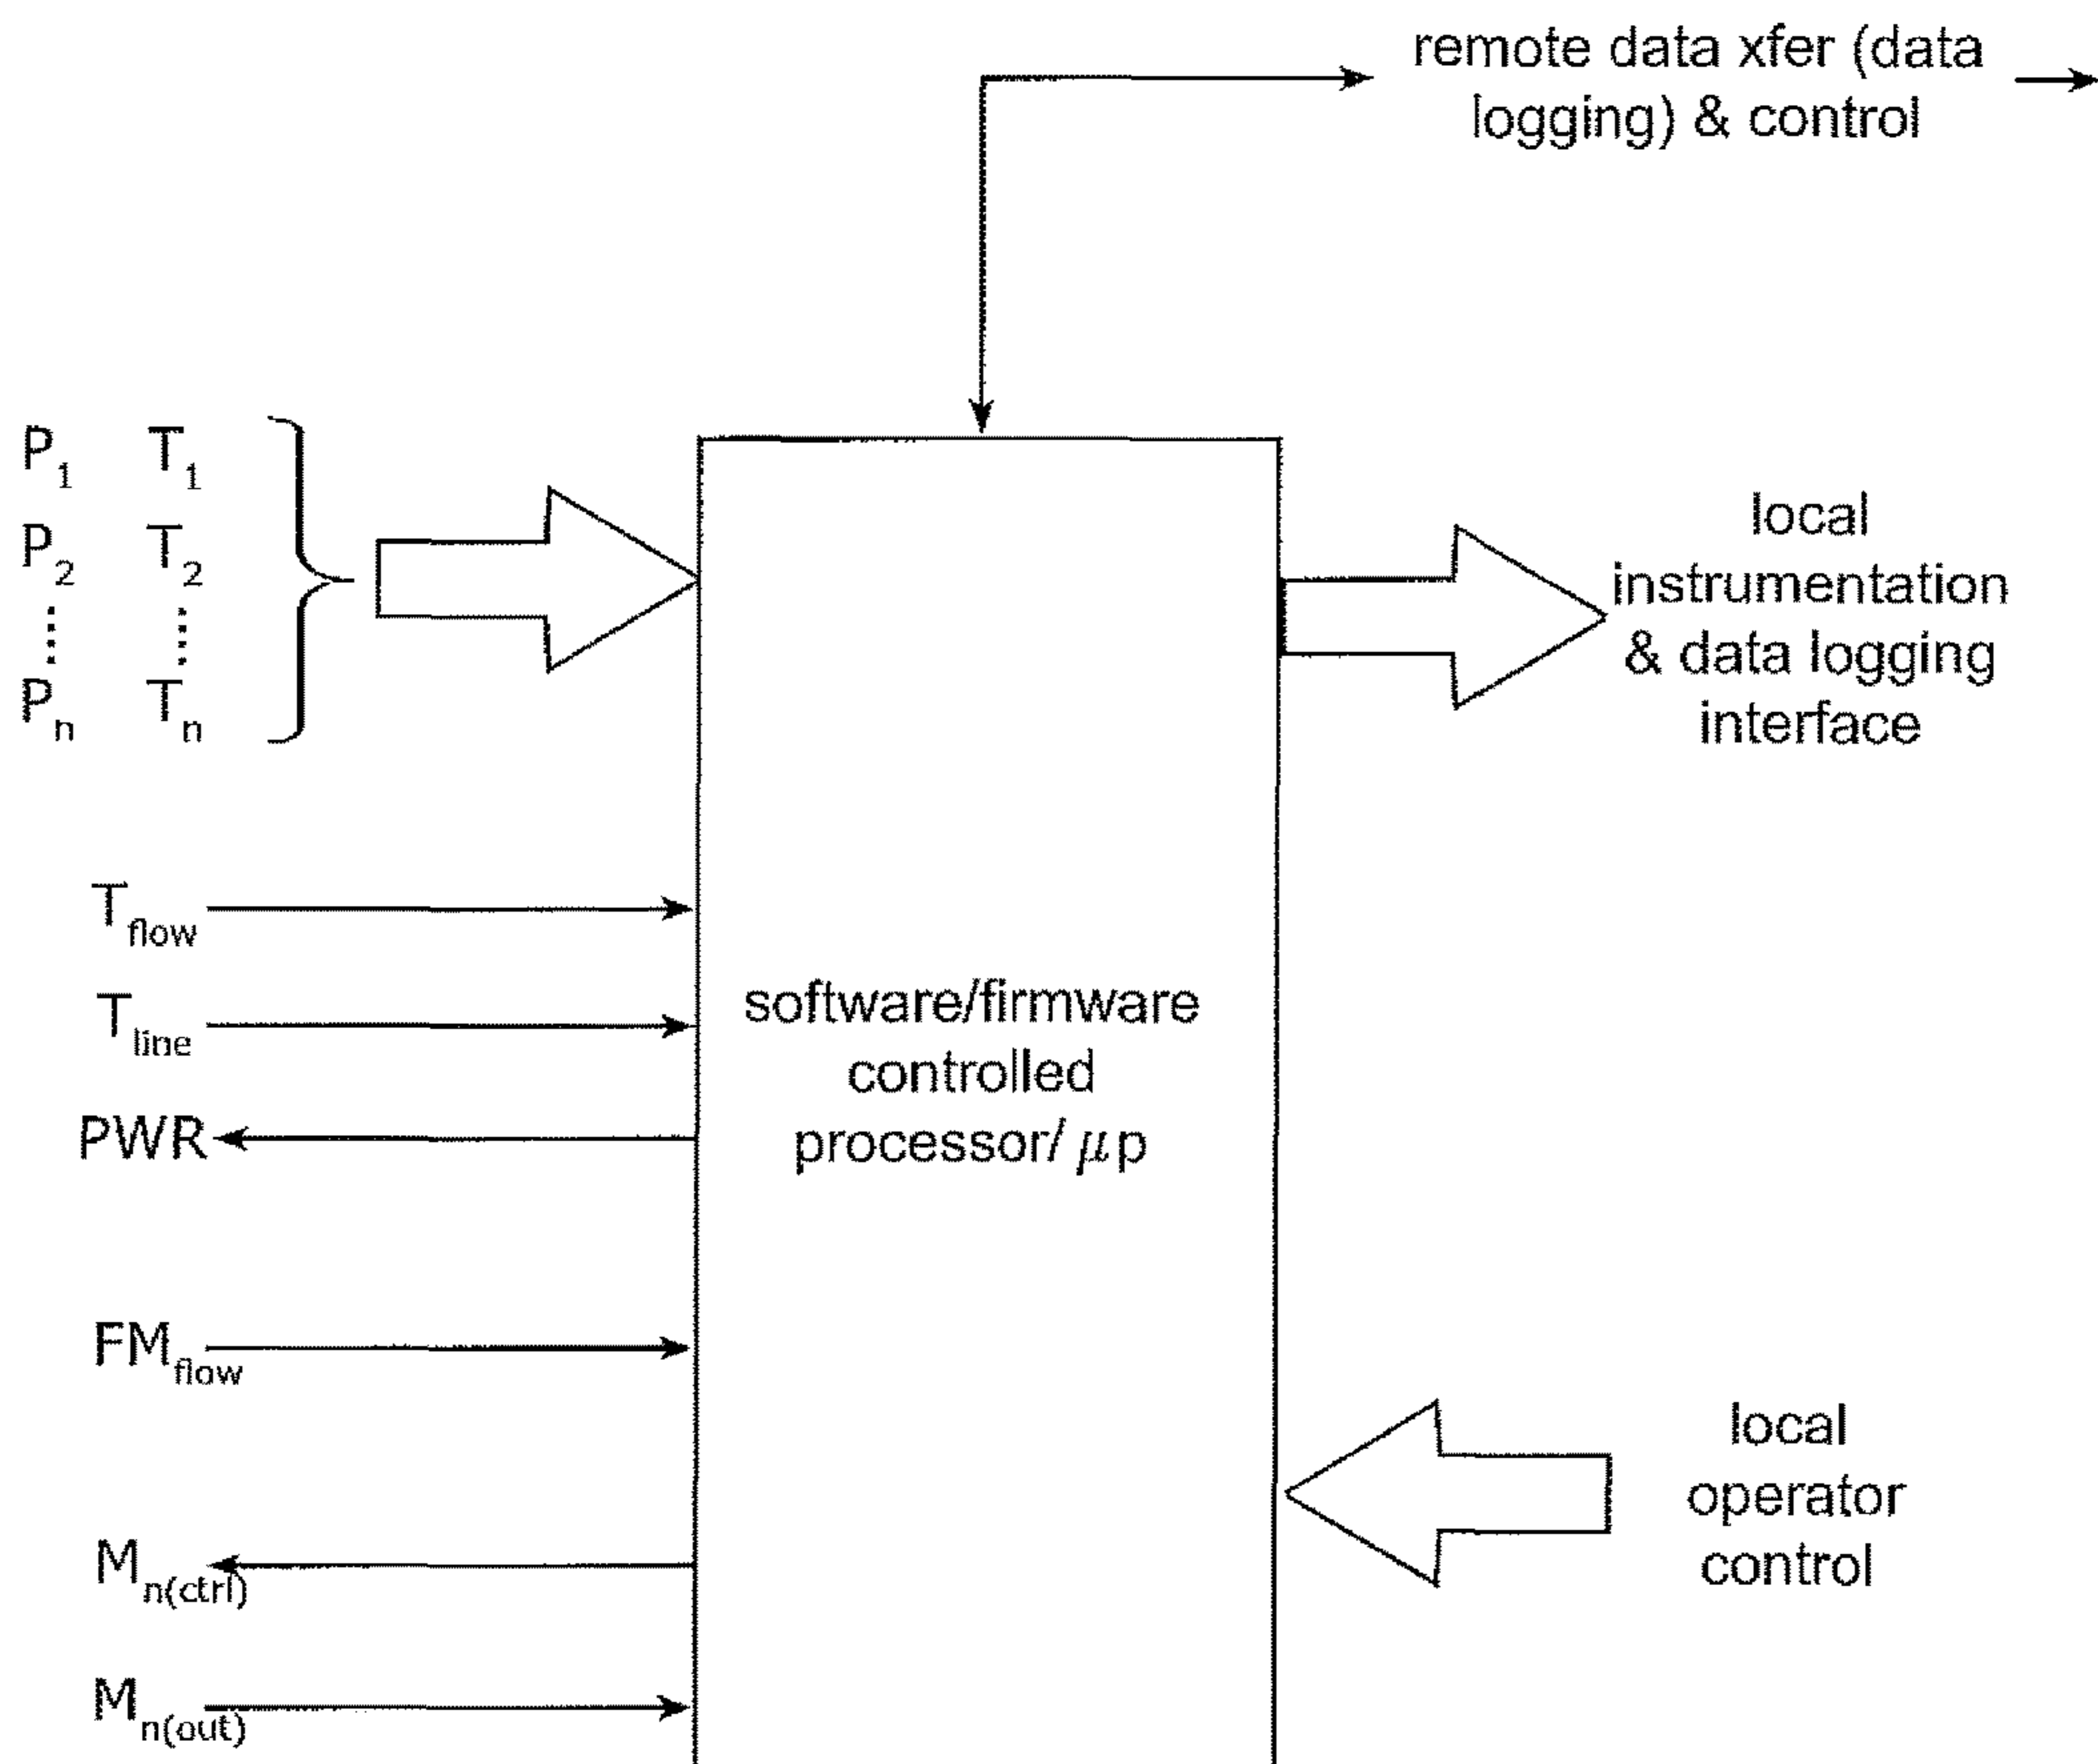 remote data xfer (data
logging) & control
P1 T1
P2 T2
Pn Tn
local
instrumentation
& data logging
interface
Tflow
Tline
PWR
software/firmware
controlled
processor/ μp
FMflow
local
operator
control
Mn(ctrl)
Mn(out)